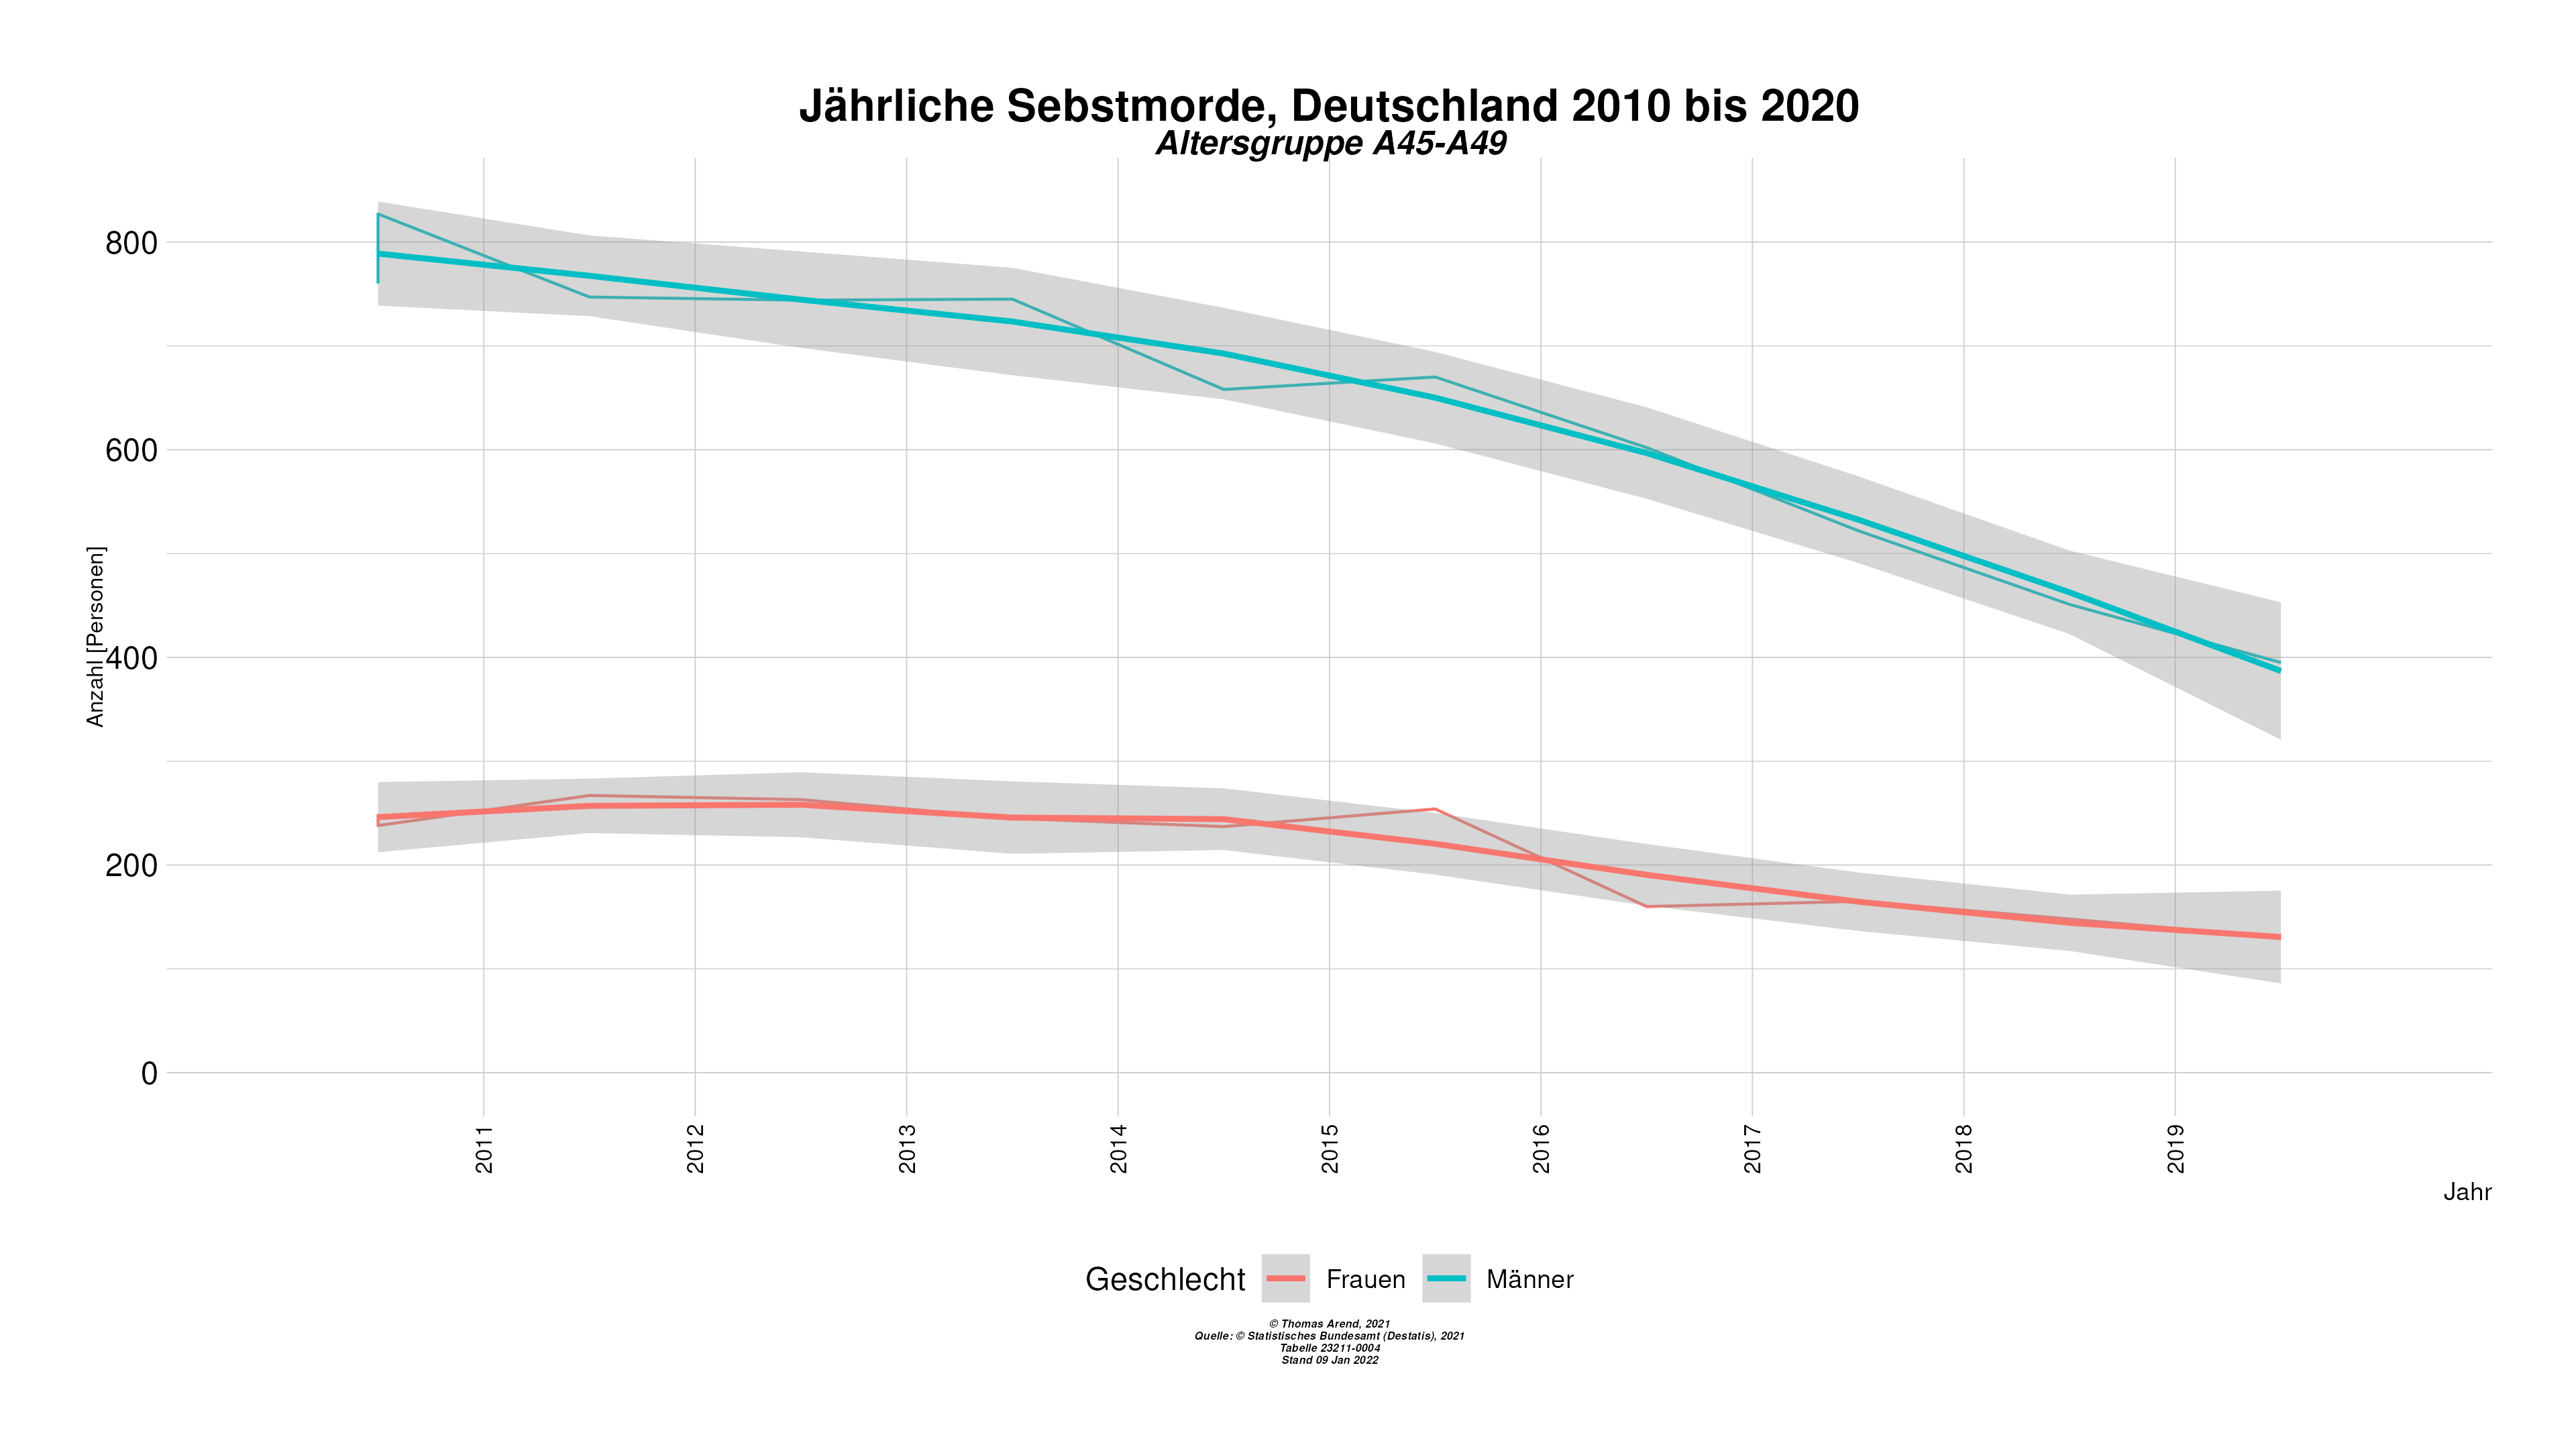 Jährliche Sebstmorde, Deutschland 2010 bis 2020
Altersgruppe A45-A49
Anzahl [Personen]
800
600
400
200
0
2011
2012
2013
2014
2015
2016
2017
2018
2019
Jahr
Geschlecht Frauen Männer
© Thomas Arend, 2021
Quelle: © Statistisches Bundesamt (Destatis), 2021
Tabelle 23211-0004
Stand 09 Jan 2022